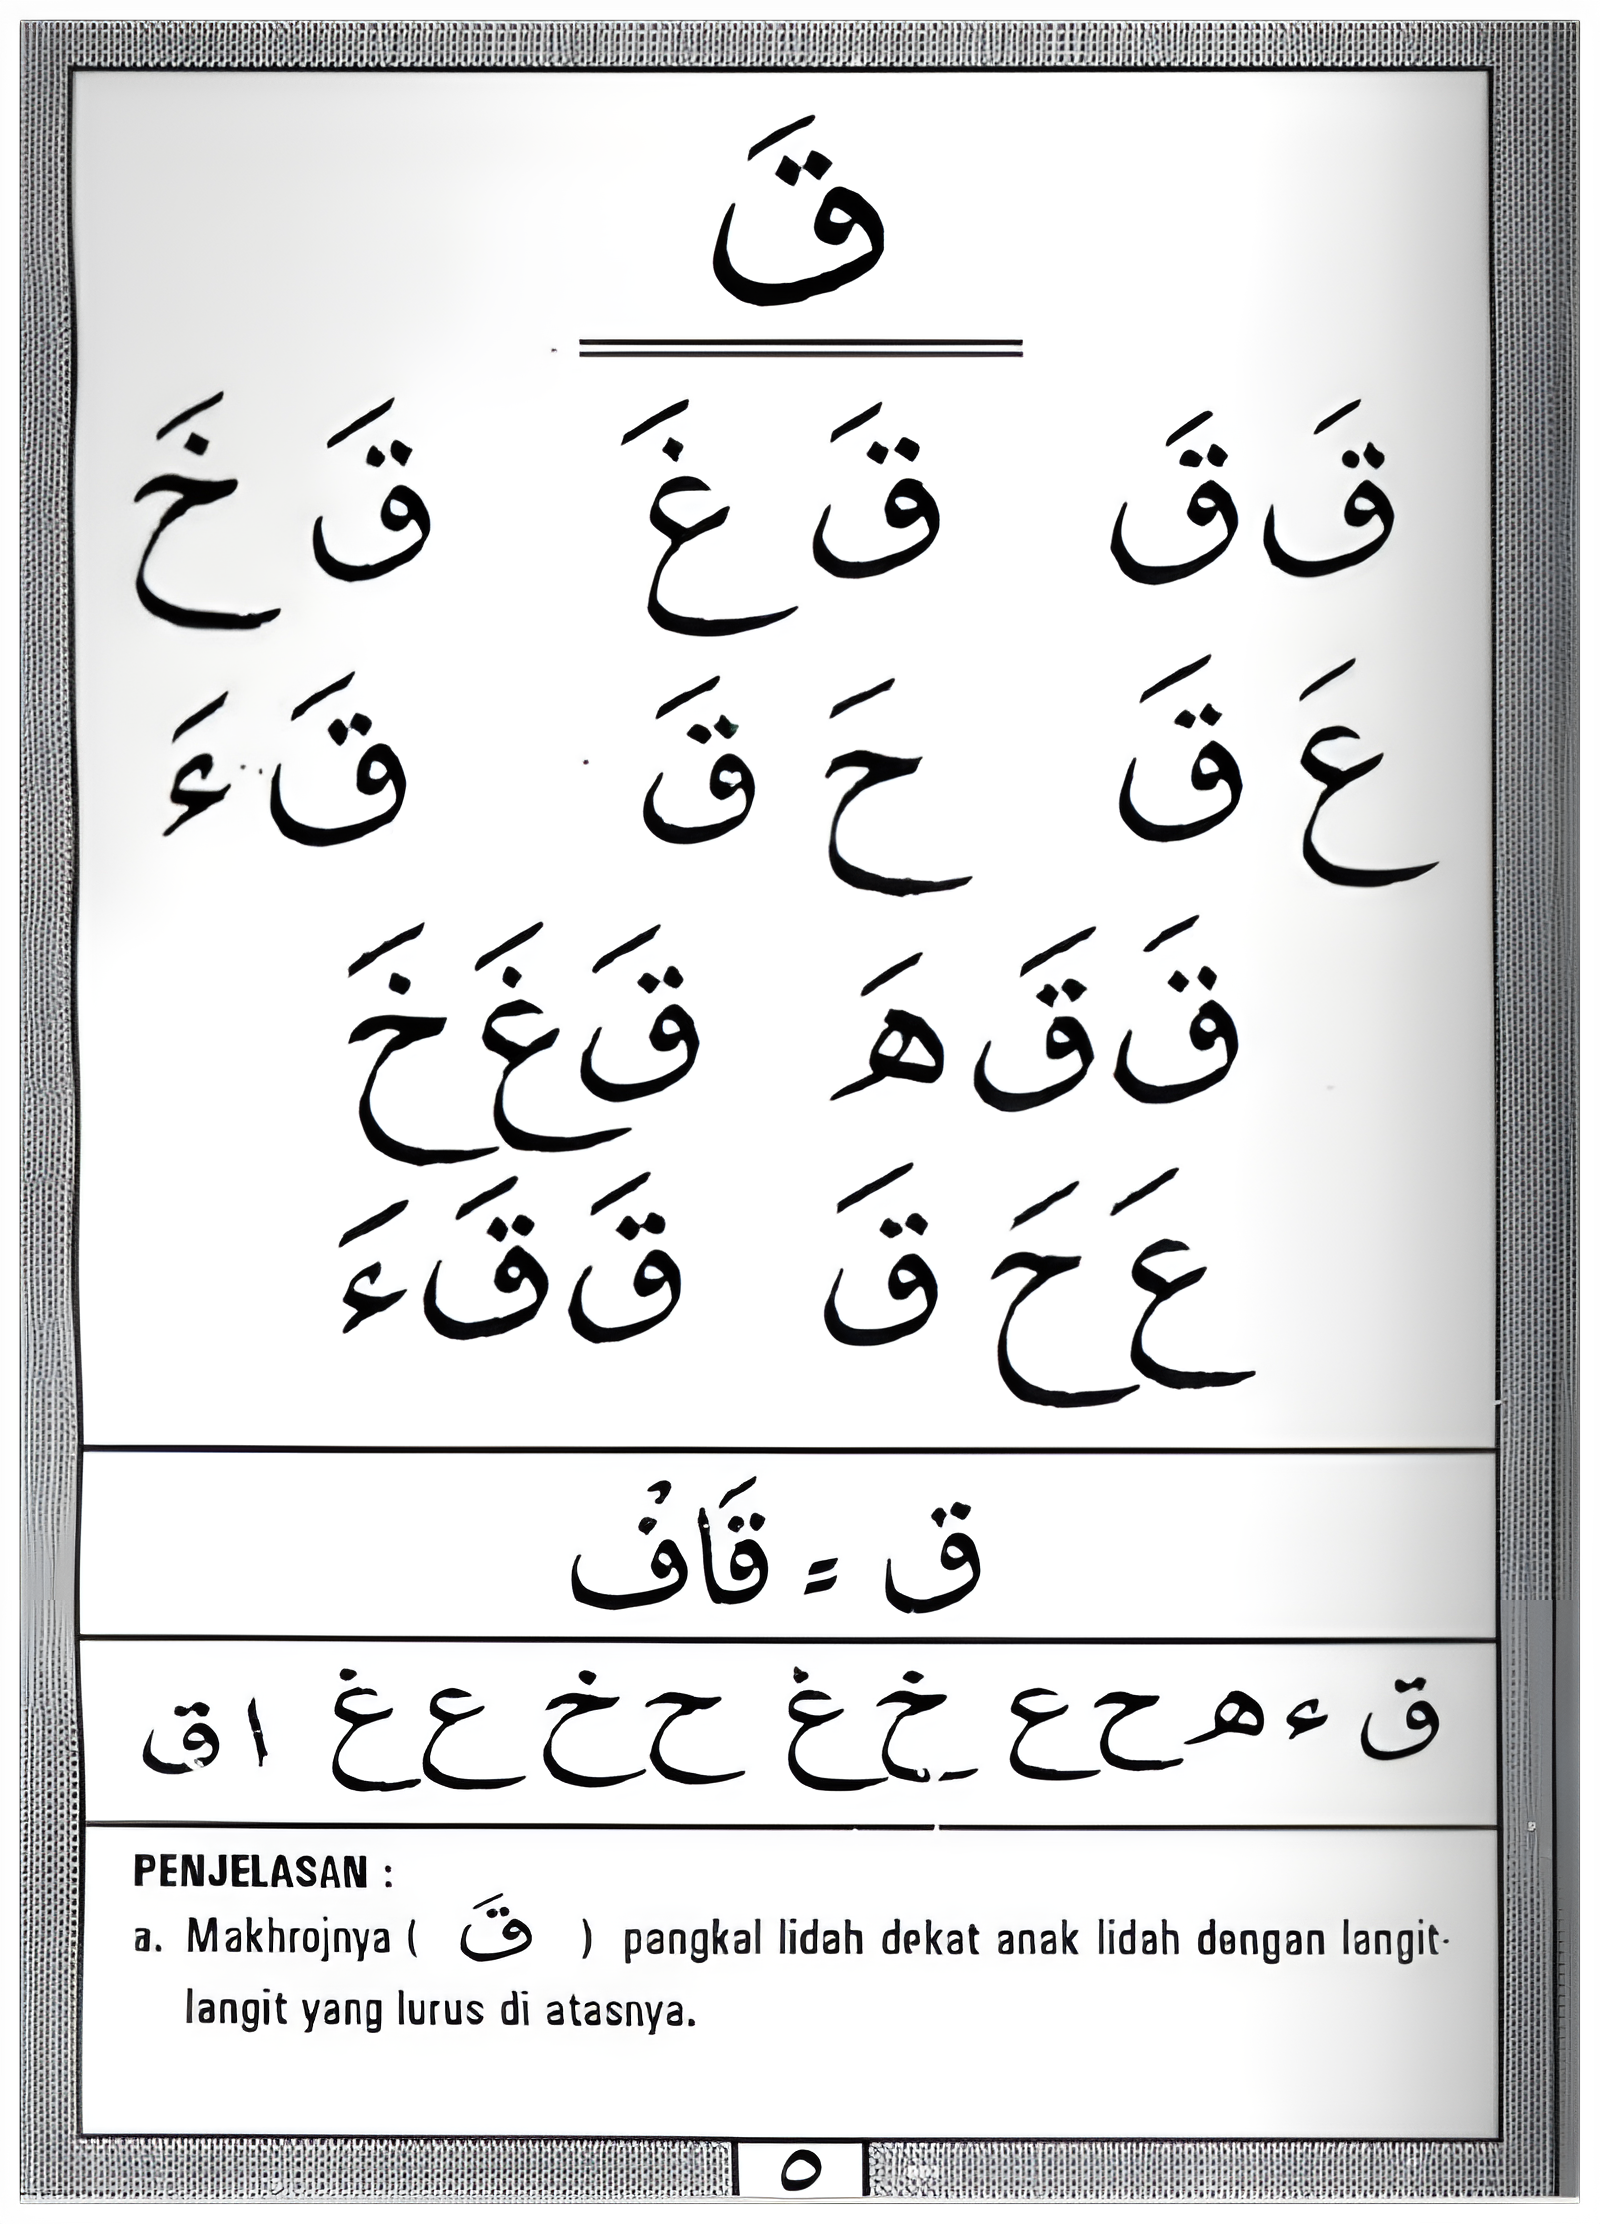 قَ
قَ قَ قَ غَ قَ خَ
عَ قَ حَ قَ قَ ءَ
قَ قَ هَ قَ غَ خَ
عَ حَ قَ قَ قَ ءَ
ق = قَافْ
ق ء ه ح ع خ غ ح خ ع غ ا ق
PENJELASAN :
a. Makhrojnya ( قَ ) pangkal lidah dekat anak lidah dengan langit-
langit yang lurus di atasnya.
٥